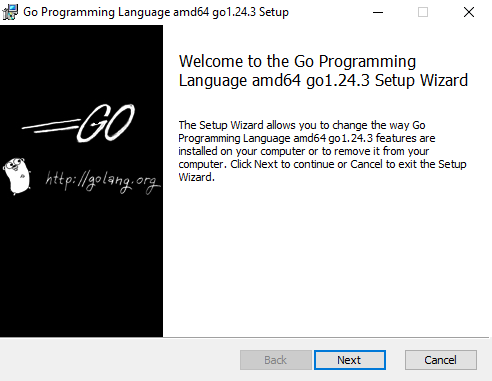 Go Programming Language amd64 go1.24.3 Setup
Welcome to the Go Programming
Language amd64 go1.24.3 Setup Wizard
GO
http://golang.org
The Setup Wizard allows you to change the way Go
Programming Language amd64 go1.24.3 features are
installed on your computer or to remove it from your
computer. Click Next to continue or Cancel to exit the Setup
Wizard.
Back
Next
Cancel